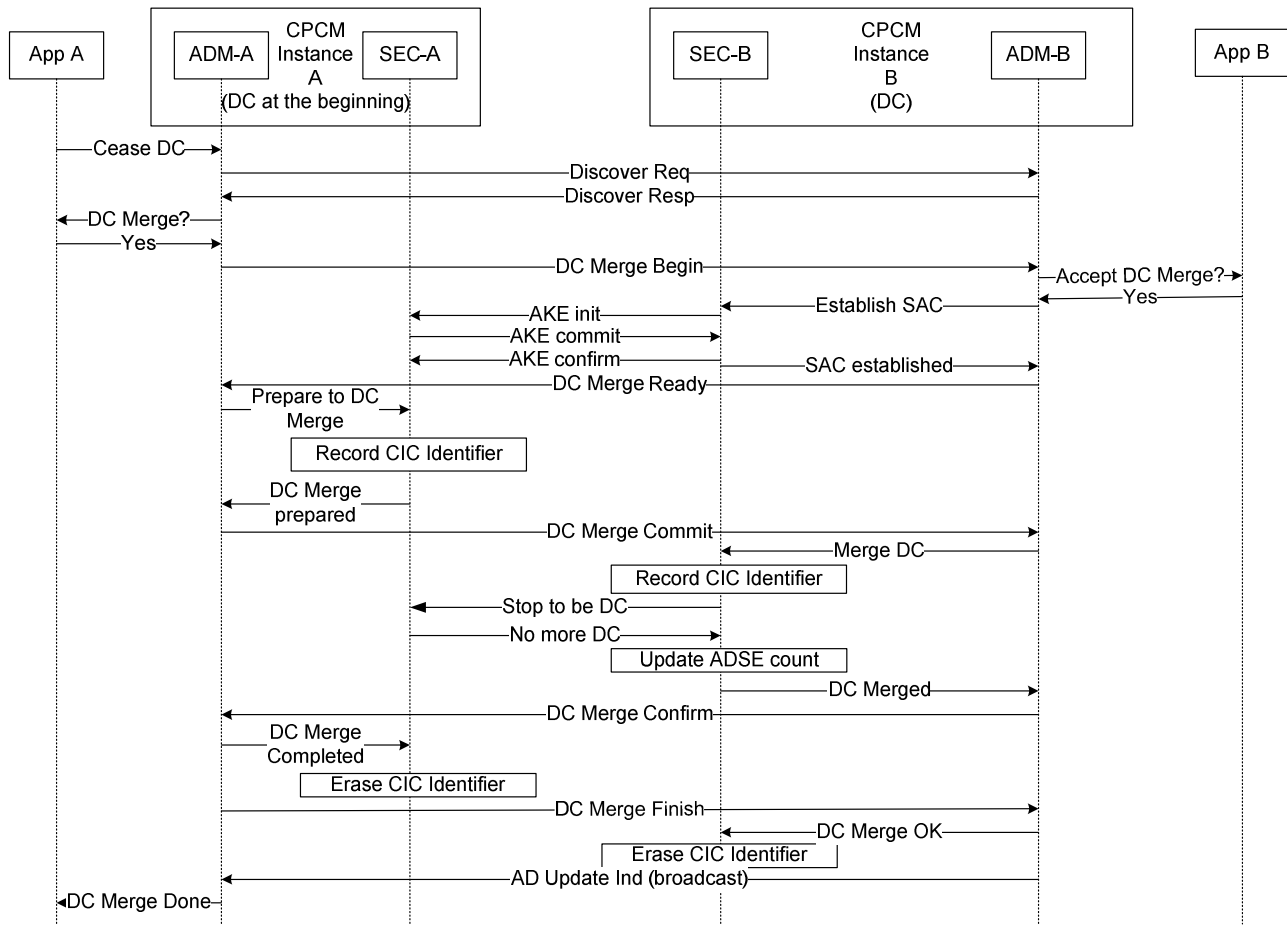 App A
ADM-A
CPCM
Instance
A
(DC at the beginning)
SEC-A
SEC-B
CPCM
Instance
B
(DC)
ADM-B
App B
Cease DC
Discover Req
Discover Resp
DC Merge?
Yes
DC Merge Begin
Accept DC Merge?
Yes
Establish SAC
AKE init
AKE commit
AKE confirm
SAC established
DC Merge Ready
Prepare to DC
Merge
Record CIC Identifier
DC Merge
prepared
DC Merge Commit
Merge DC
Record CIC Identifier
Stop to be DC
No more DC
Update ADSE count
DC Merged
DC Merge Confirm
DC Merge
Completed
Erase CIC Identifier
DC Merge Finish
DC Merge OK
Erase CIC Identifier
AD Update Ind (broadcast)
DC Merge Done